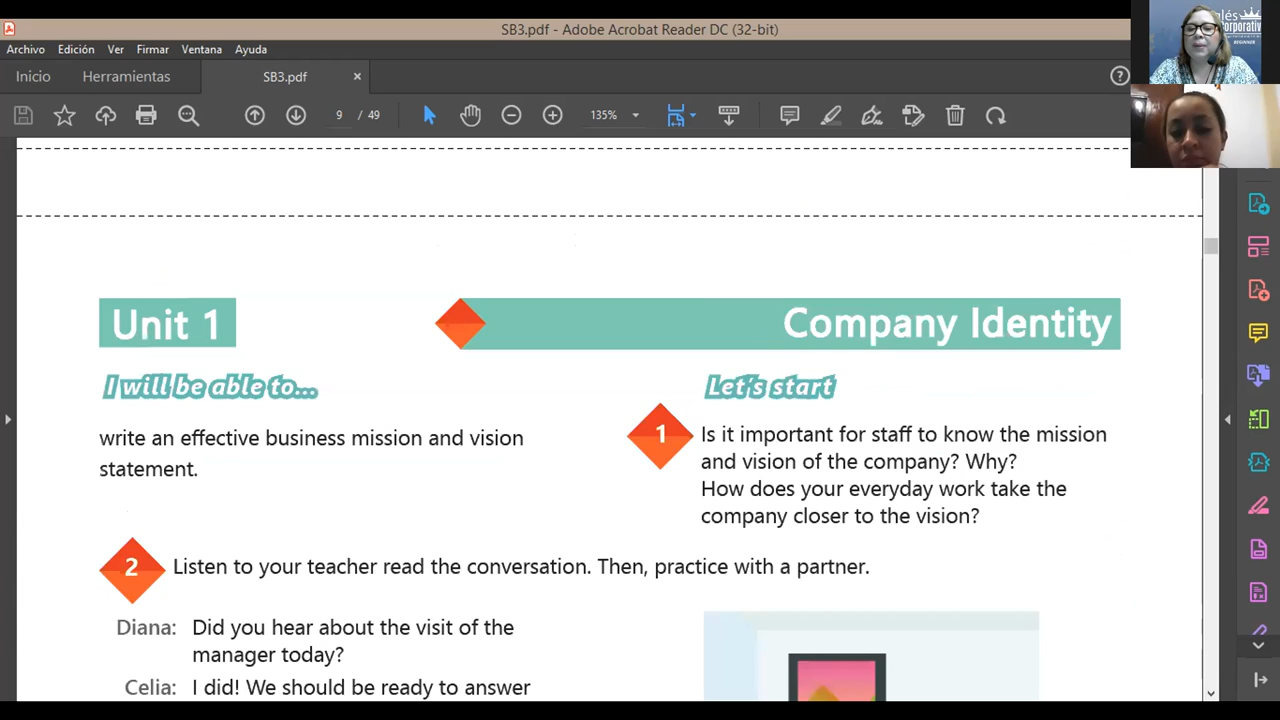 SB3.pdf - Adobe Acrobat Reader DC (32-bit)
Archivo Edición Ver Firmar Ventana Ayuda
Inicio Herramientas SB3.pdf
9 / 49 135%
BEGINNER
Unit 1
Company Identity
I will be able to...
write an effective business mission and vision
statement.
Let's start
1
Is it important for staff to know the mission
and vision of the company? Why?
How does your everyday work take the
company closer to the vision?
2
Listen to your teacher read the conversation. Then, practice with a partner.
Diana: Did you hear about the visit of the
manager today?
Celia: I did! We should be ready to answer